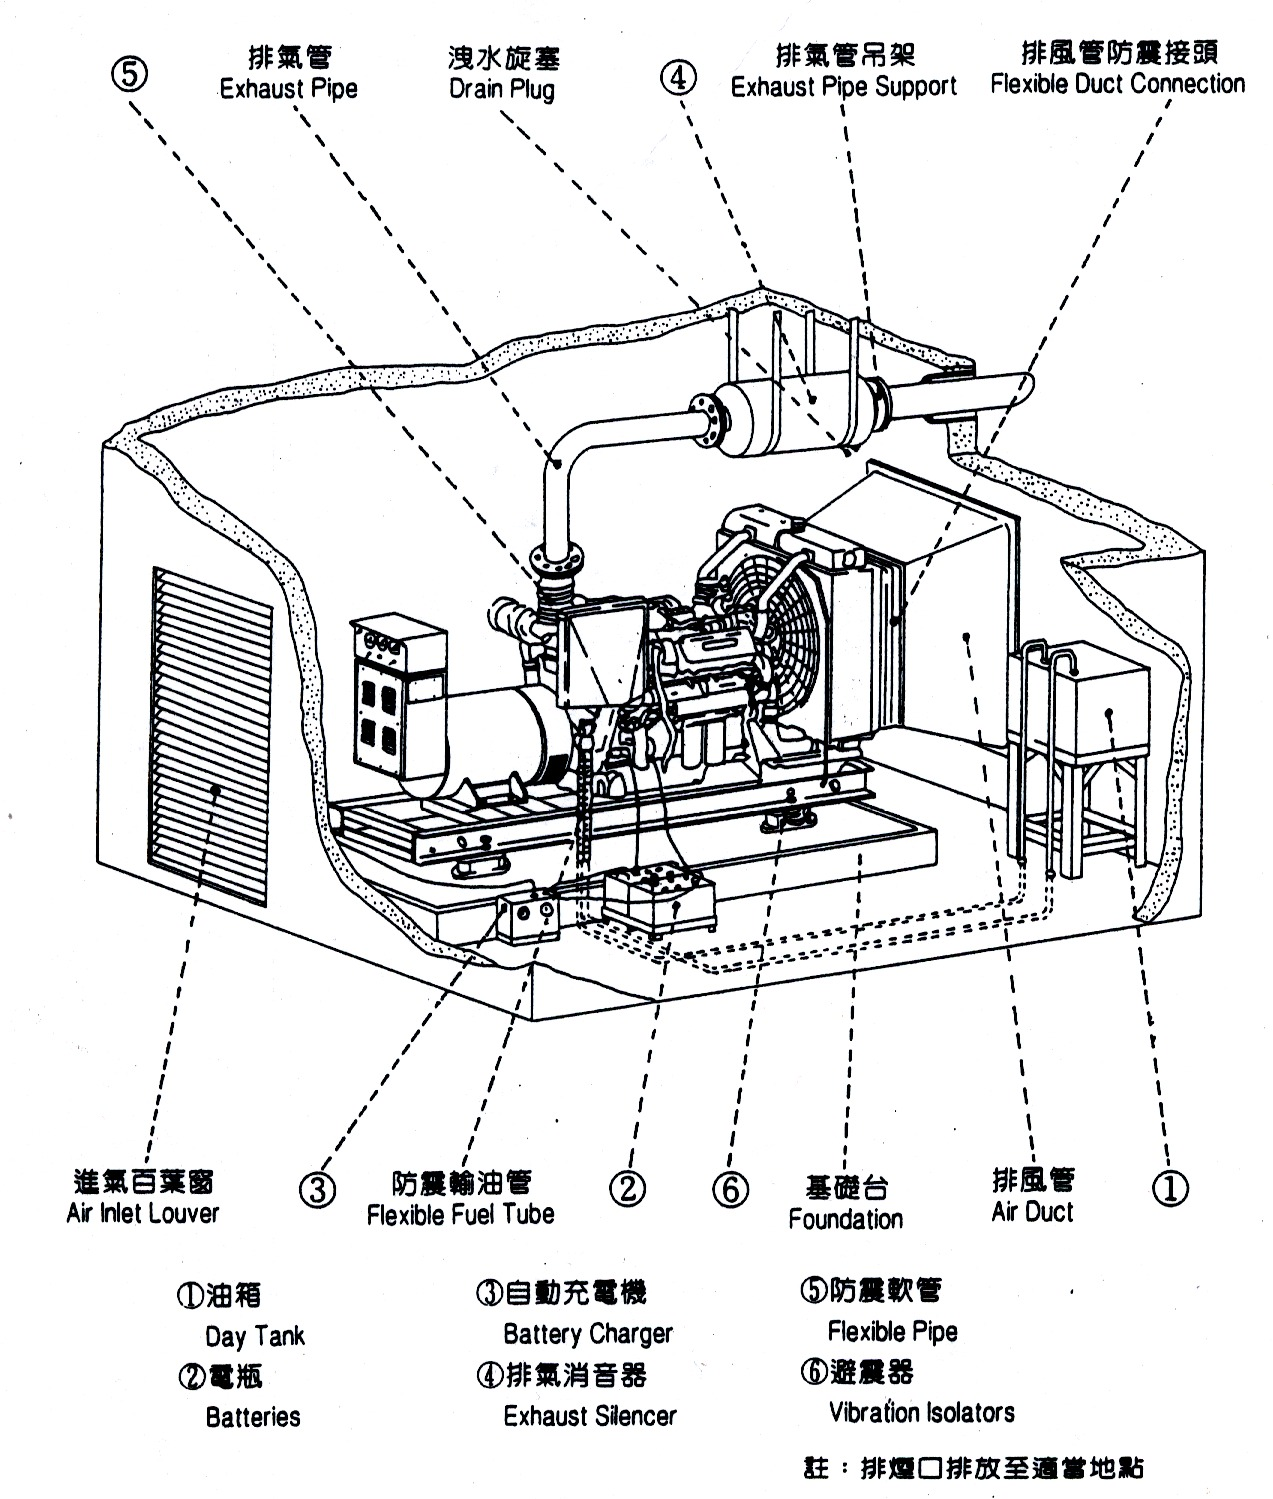 ⑤
排氣管
Exhaust Pipe
洩水旋塞
Drain Plug
④
排氣管吊架
Exhaust Pipe Support
排風管防震接頭
Flexible Duct Connection
進氣百葉窗
Air Inlet Louver
③
防震輸油管
Flexible Fuel Tube
②
⑥
基礎台
Foundation
排風管
Air Duct
①
①油箱
Day Tank
②電瓶
Batteries
③自動充電機
Battery Charger
④排氣消音器
Exhaust Silencer
⑤防震軟管
Flexible Pipe
⑥避震器
Vibration Isolators
註：排煙口排放至適當地點